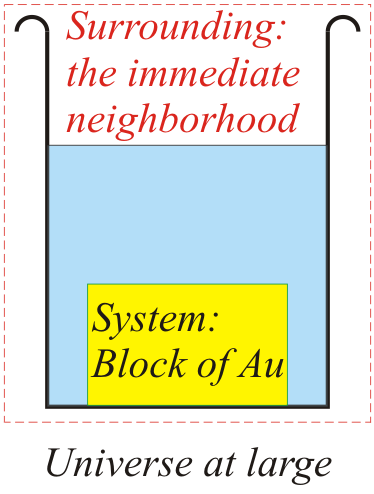 Surrounding:
the immediate
neighborhood
System:
Block of Au
Universe at large